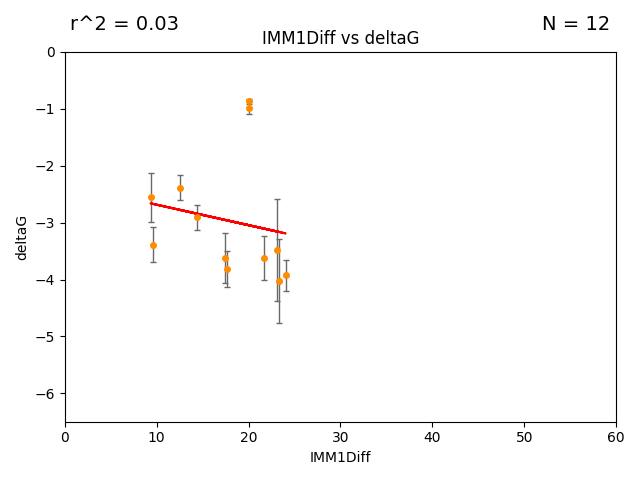 r^2 = 0.03
N = 12
IMM1Diff vs deltaG
0
−1
−2
−3
−4
−5
−6
deltaG
0 10 20 30 40 50 60
IMM1Diff